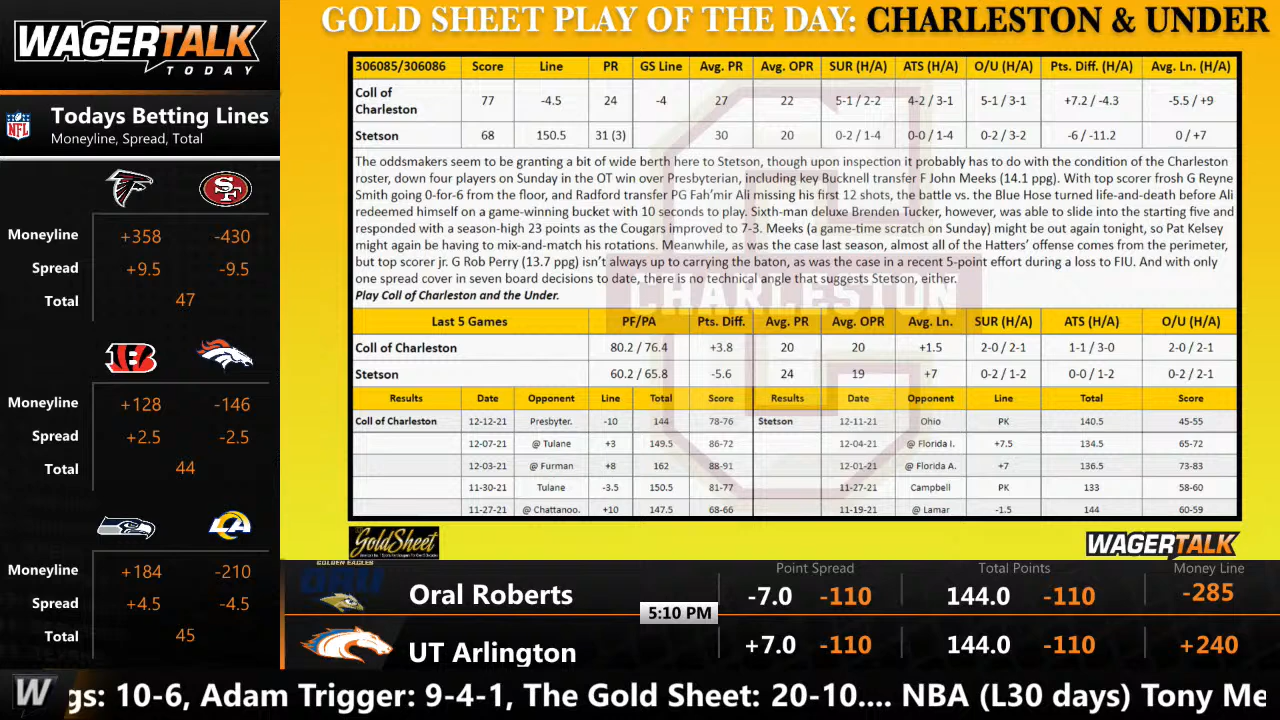 WAGERTALK
TODAY
GOLD SHEET PLAY OF THE DAY: CHARLESTON & UNDER
NFL
Todays Betting Lines
Moneyline, Spread, Total
Moneyline +358 -430
Spread +9.5 -9.5
Total 47
Moneyline +128 -146
Spread +2.5 -2.5
Total 44
Moneyline +184 -210
Spread +4.5 -4.5
Total 45
306085/306086 Score Line PR GS Line Avg. PR Avg. OPR SUR (H/A) ATS (H/A) O/U (H/A) Pts. Diff. (H/A) Avg. Ln. (H/A)
Coll of
Charleston 77 -4.5 24 -4 27 22 5-1 / 2-2 4-2 / 3-1 5-1 / 3-1 +7.2 / -4.3 -5.5 / +9
Stetson 68 150.5 31 (3) 30 20 0-2 / 1-4 0-0 / 1-4 0-2 / 3-2 -6 / -11.2 0 / +7
The oddsmakers seem to be granting a bit of wide berth here to Stetson, though upon inspection it probably has to do with the condition of the Charleston
roster, down four players on Sunday in the OT win over Presbyterian, including key Bucknell transfer F John Meeks (14.1 ppg). With top scorer frosh G Reyne
Smith going 0-for-6 from the floor, and Radford transfer PG Fah'mir Ali missing his first 12 shots, the battle vs. the Blue Hose turned life-and-death before Ali
redeemed himself on a game-winning bucket with 10 seconds to play. Sixth-man deluxe Brenden Tucker, however, was able to slide into the starting five and
responded with a season-high 23 points as the Cougars improved to 7-3. Meeks (a game-time scratch on Sunday) might be out again tonight, so Pat Kelsey
might again be having to mix-and-match his rotations. Meanwhile, as was the case last season, almost all of the Hatters' offense comes from the perimeter,
but top scorer jr. G Rob Perry (13.7 ppg) isn't always up to carrying the baton, as was the case in a recent 5-point effort during a loss to FIU. And with only
one spread cover in seven board decisions to date, there is no technical angle that suggests Stetson, either.
Play Coll of Charleston and the Under.
CHARLESTON
Last 5 Games PF/PA Pts. Diff. Avg. PR Avg. OPR Avg. Ln. SUR (H/A) ATS (H/A) O/U (H/A)
Coll of Charleston 80.2 / 76.4 +3.8 20 20 +1.5 2-0 / 2-1 1-1 / 3-0 2-0 / 2-1
Stetson 60.2 / 65.8 -5.6 24 19 +7 0-2 / 1-2 0-0 / 1-2 0-2 / 2-1
Results Date Opponent Line Total Score Results Date Opponent Line Total Score
Coll of Charleston 12-12-21 Presbyter. -10 144 78-76 Stetson 12-11-21 Ohio PK 140.5 45-55
12-07-21 @ Tulane +3 149.5 86-72 12-04-21 @ Florida I. +7.5 134.5 65-72
12-03-21 @ Furman +8 162 88-91 12-01-21 @ Florida A. +7 136.5 73-83
11-30-21 Tulane -3.5 150.5 81-77 11-27-21 Campbell PK 133 58-60
11-27-21 @ Chattanoo. +10 147.5 68-66 11-19-21 @ Lamar -1.5 144 60-59
GoldSheet
WAGERTALK
Point Spread Total Points Money Line
ORU
GOLDEN EAGLES
Oral Roberts -7.0 -110 144.0 -110 -285
5:10 PM
UT Arlington +7.0 -110 144.0 -110 +240
W gs: 10-6, Adam Trigger: 9-4-1, The Gold Sheet: 20-10.... NBA (L30 days) Tony Me